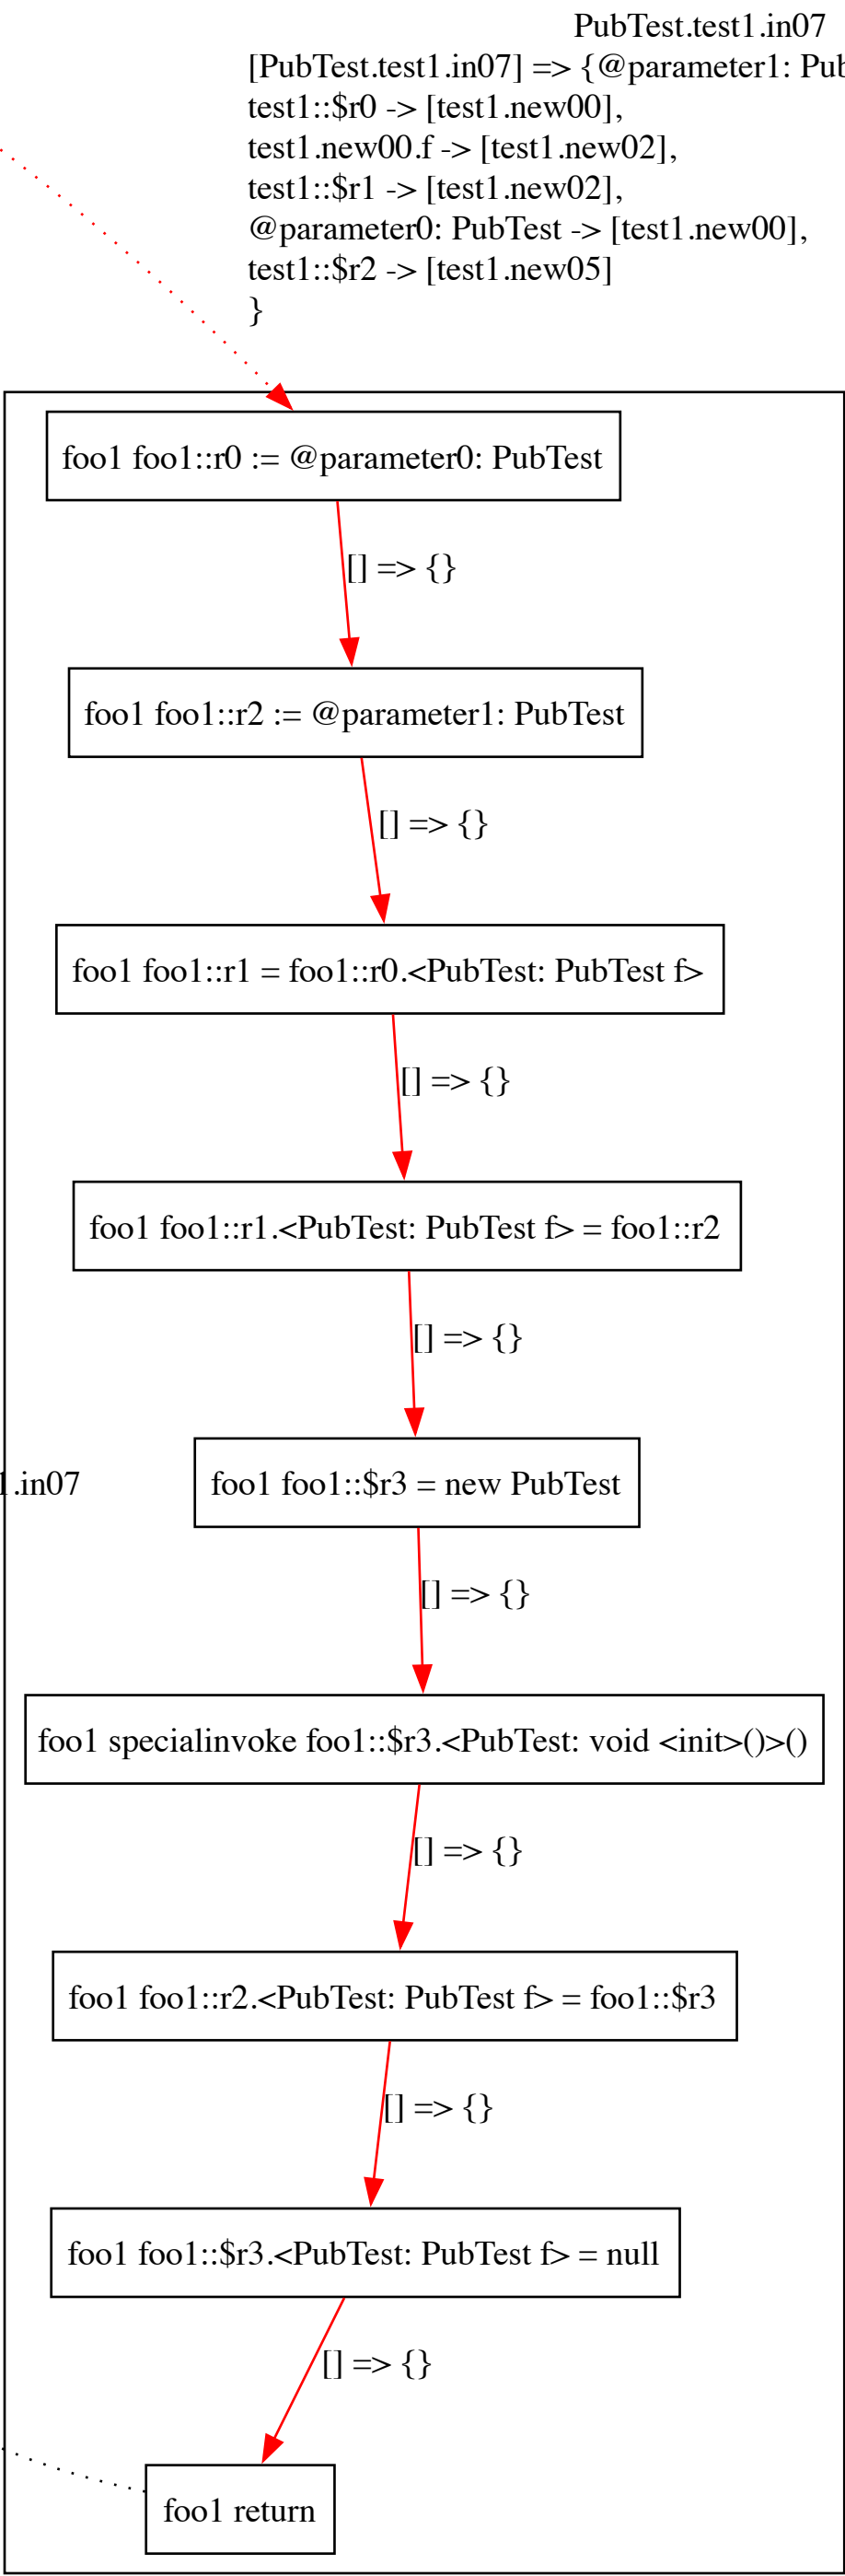 PubTest.test1.in07
[PubTest.test1.in07] => {@parameter1: Pub
test1::$r0 -> [test1.new00],
test1.new00.f -> [test1.new02],
test1::$r1 -> [test1.new02],
@parameter0: PubTest -> [test1.new00],
test1::$r2 -> [test1.new05]
}
foo1 foo1::r0 := @parameter0: PubTest
[] => {}
foo1 foo1::r2 := @parameter1: PubTest
[] => {}
foo1 foo1::r1 = foo1::r0.<PubTest: PubTest f>
[] => {}
foo1 foo1::r1.<PubTest: PubTest f> = foo1::r2
[] => {}
1.in07
foo1 foo1::$r3 = new PubTest
[] => {}
foo1 specialinvoke foo1::$r3.<PubTest: void <init>()>()
[] => {}
foo1 foo1::r2.<PubTest: PubTest f> = foo1::$r3
[] => {}
foo1 foo1::$r3.<PubTest: PubTest f> = null
[] => {}
foo1 return